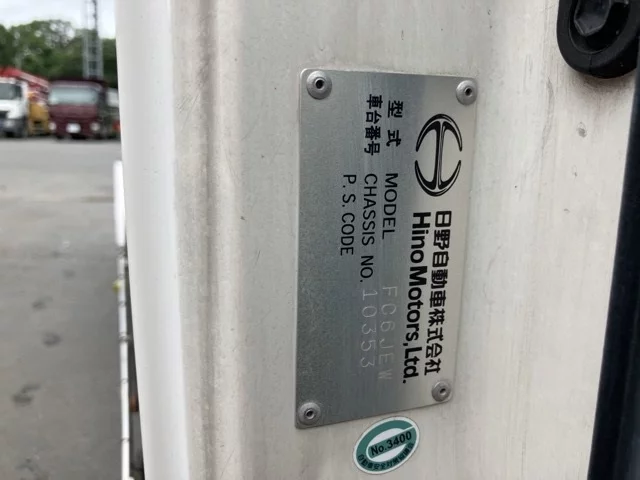 日野自動車株式会社
Hino Motors, Ltd.
型式 MODEL FC6JEW
車台番号 CHASSIS NO. 10353
P. S. CODE
No.3400